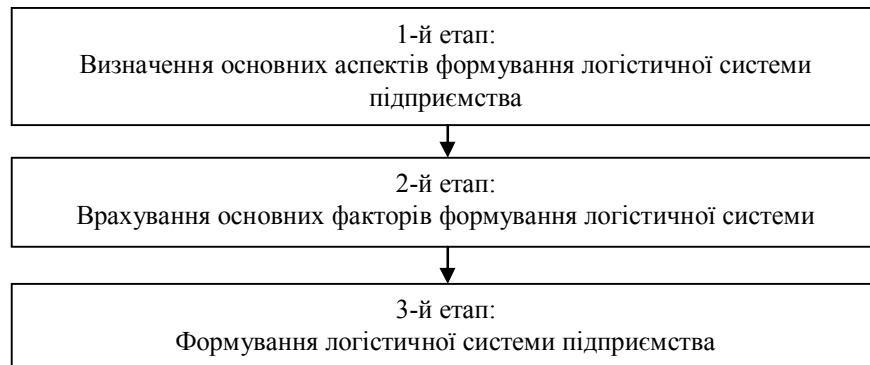 1-й етап:
Визначення основних аспектів формування логістичної системи
підприємства
2-й етап:
Врахування основних факторів формування логістичної системи
3-й етап:
Формування логістичної системи підприємства